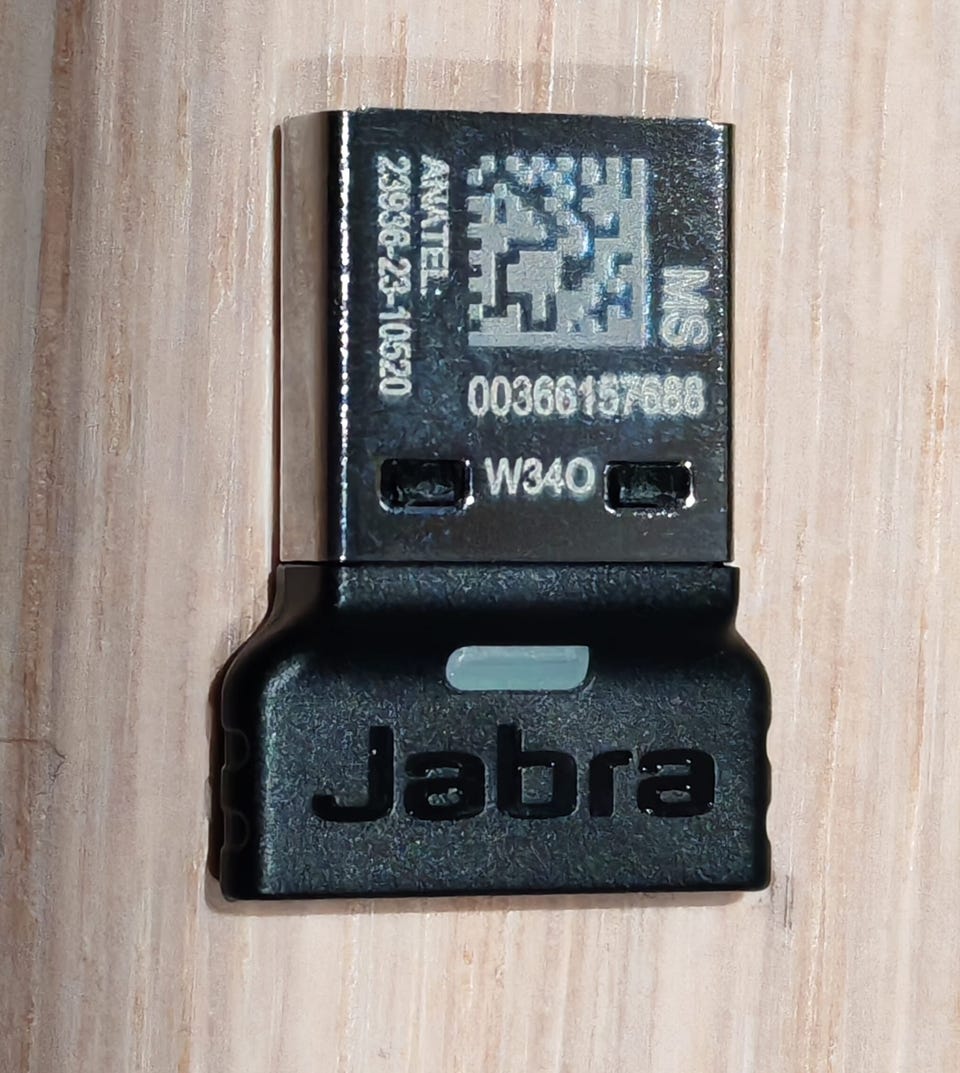 ANATEL
23936-23-10520
MS
00366157688
W34O
Jabra